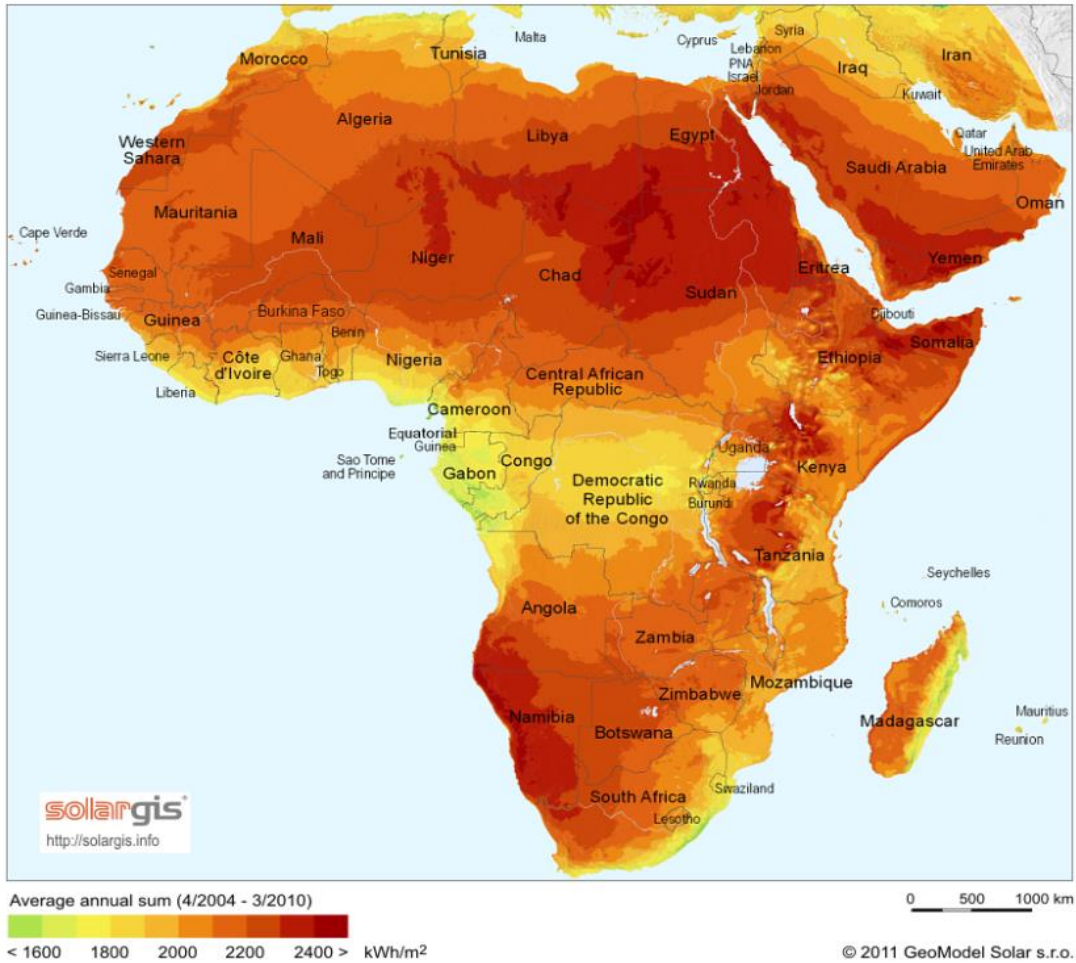 Malta
Cyprus
Syria
Lebanon
PNA
Israel
Jordan
Iraq
Iran
Kuwait
Morocco
Tunisia
Algeria
Libya
Egypt
Qatar
United Arab
Emirates
Saudi Arabia
Oman
Western
Sahara
Mauritania
Mali
Niger
Chad
Sudan
Eritrea
Yemen
Cape Verde
Senegal
Gambia
Guinea-Bissau
Guinea
Burkina Faso
Benin
Djibouti
Somalia
Sierra Leone
Côte
d'Ivoire
Ghana
Togo
Nigeria
Ethiopia
Liberia
Central African
Republic
Cameroon
Equatorial
Guinea
Sao Tome
and Principe
Gabon
Congo
Democratic
Republic
of the Congo
Uganda
Kenya
Rwanda
Burundi
Tanzania
Seychelles
Comoros
Angola
Zambia
Mozambique
Zimbabwe
Namibia
Botswana
Madagascar
Mauritius
Reunion
South Africa
Swaziland
Lesotho
solargis
http://solargis.info
Average annual sum (4/2004 - 3/2010)
< 1600 1800 2000 2200 2400 > kWh/m²
0 500 1000 km
© 2011 GeoModel Solar s.r.o.